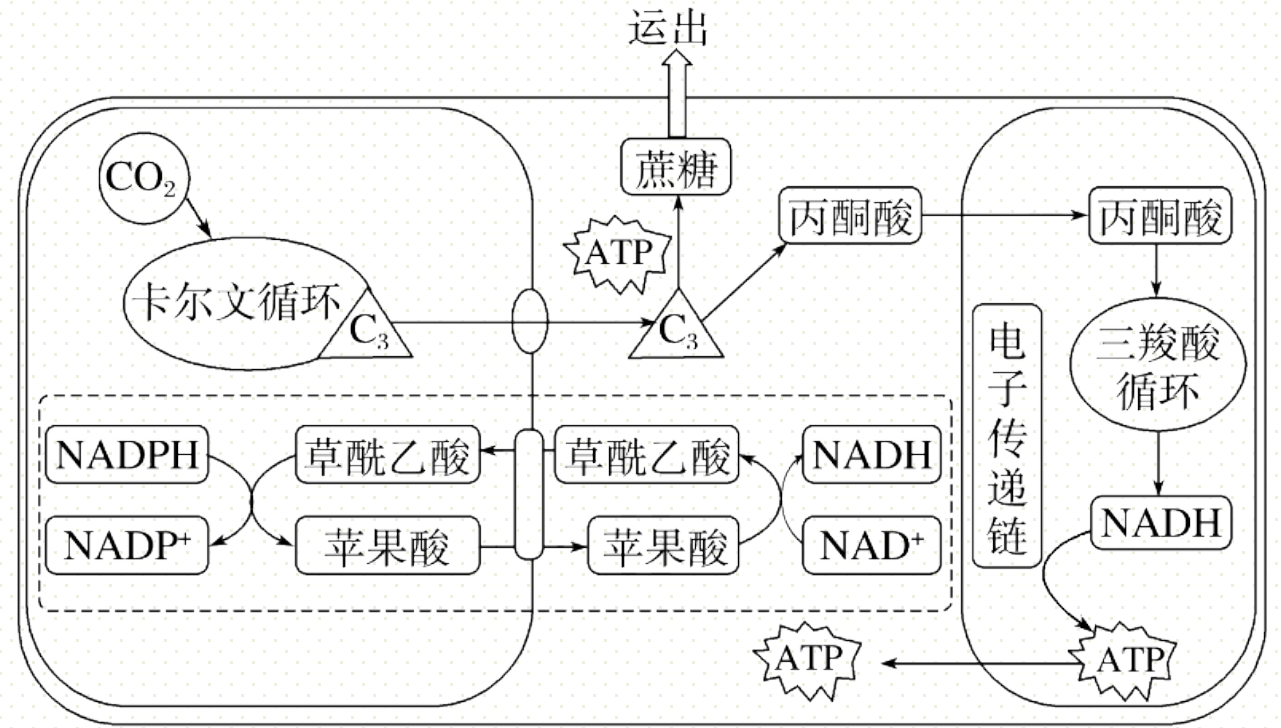 运出
蔗糖
CO₂
丙酮酸
丙酮酸
ATP
卡尔文循环
C₃
C₃
电子传递链
三羧酸
循环
NADPH
草酰乙酸
草酰乙酸
NADH
NADP⁺
苹果酸
苹果酸
NAD⁺
NADH
ATP
ATP